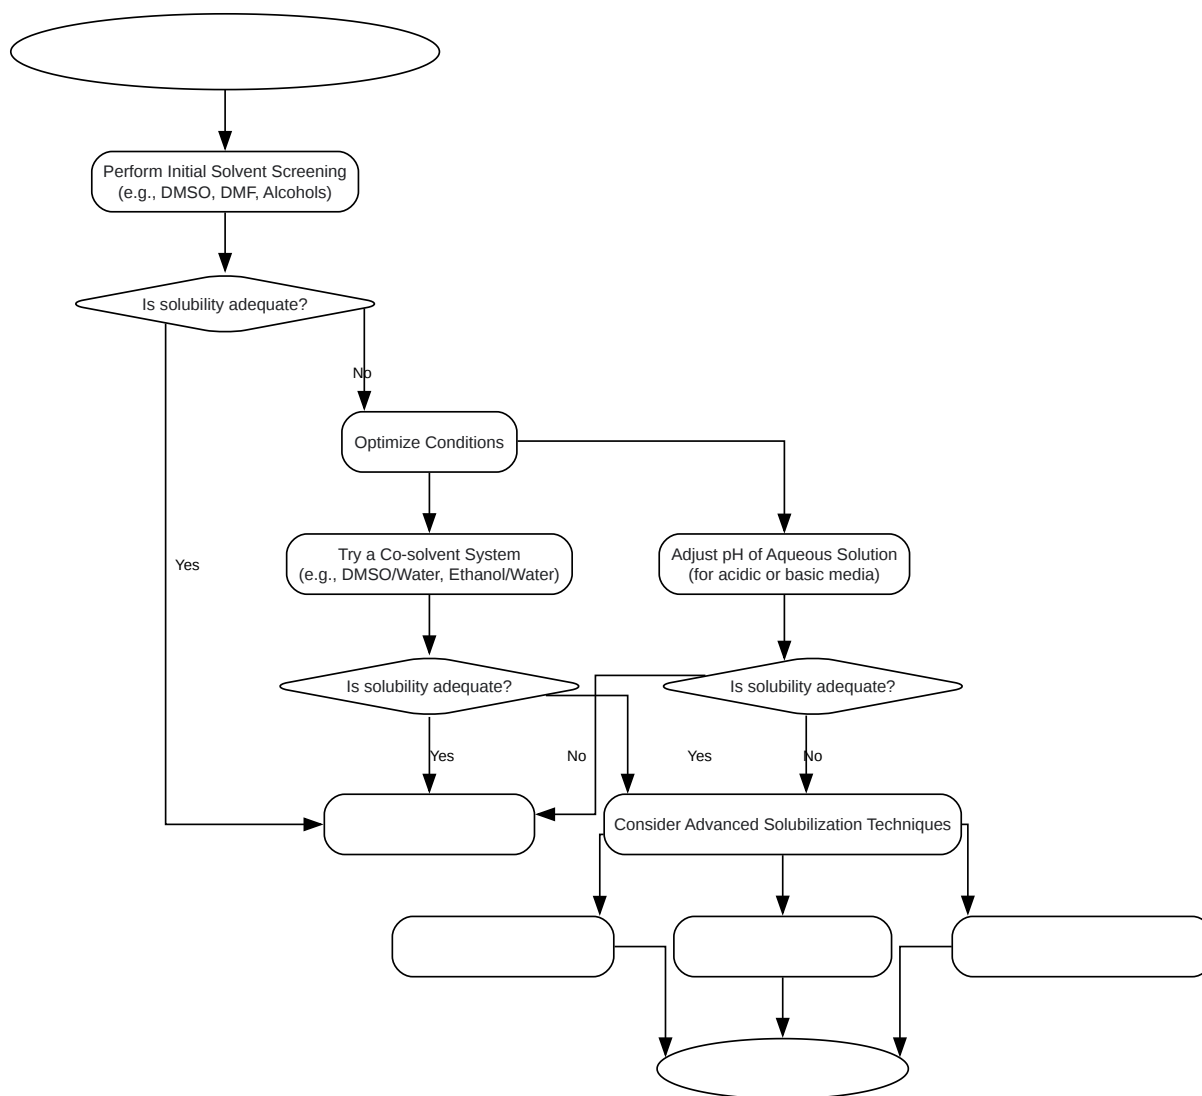 Perform Initial Solvent Screening
(e.g., DMSO, DMF, Alcohols)
Is solubility adequate?
No
Optimize Conditions
Yes
Try a Co-solvent System
(e.g., DMSO/Water, Ethanol/Water)
Adjust pH of Aqueous Solution
(for acidic or basic media)
Is solubility adequate?
Is solubility adequate?
Yes
No
Yes
No
Consider Advanced Solubilization Techniques